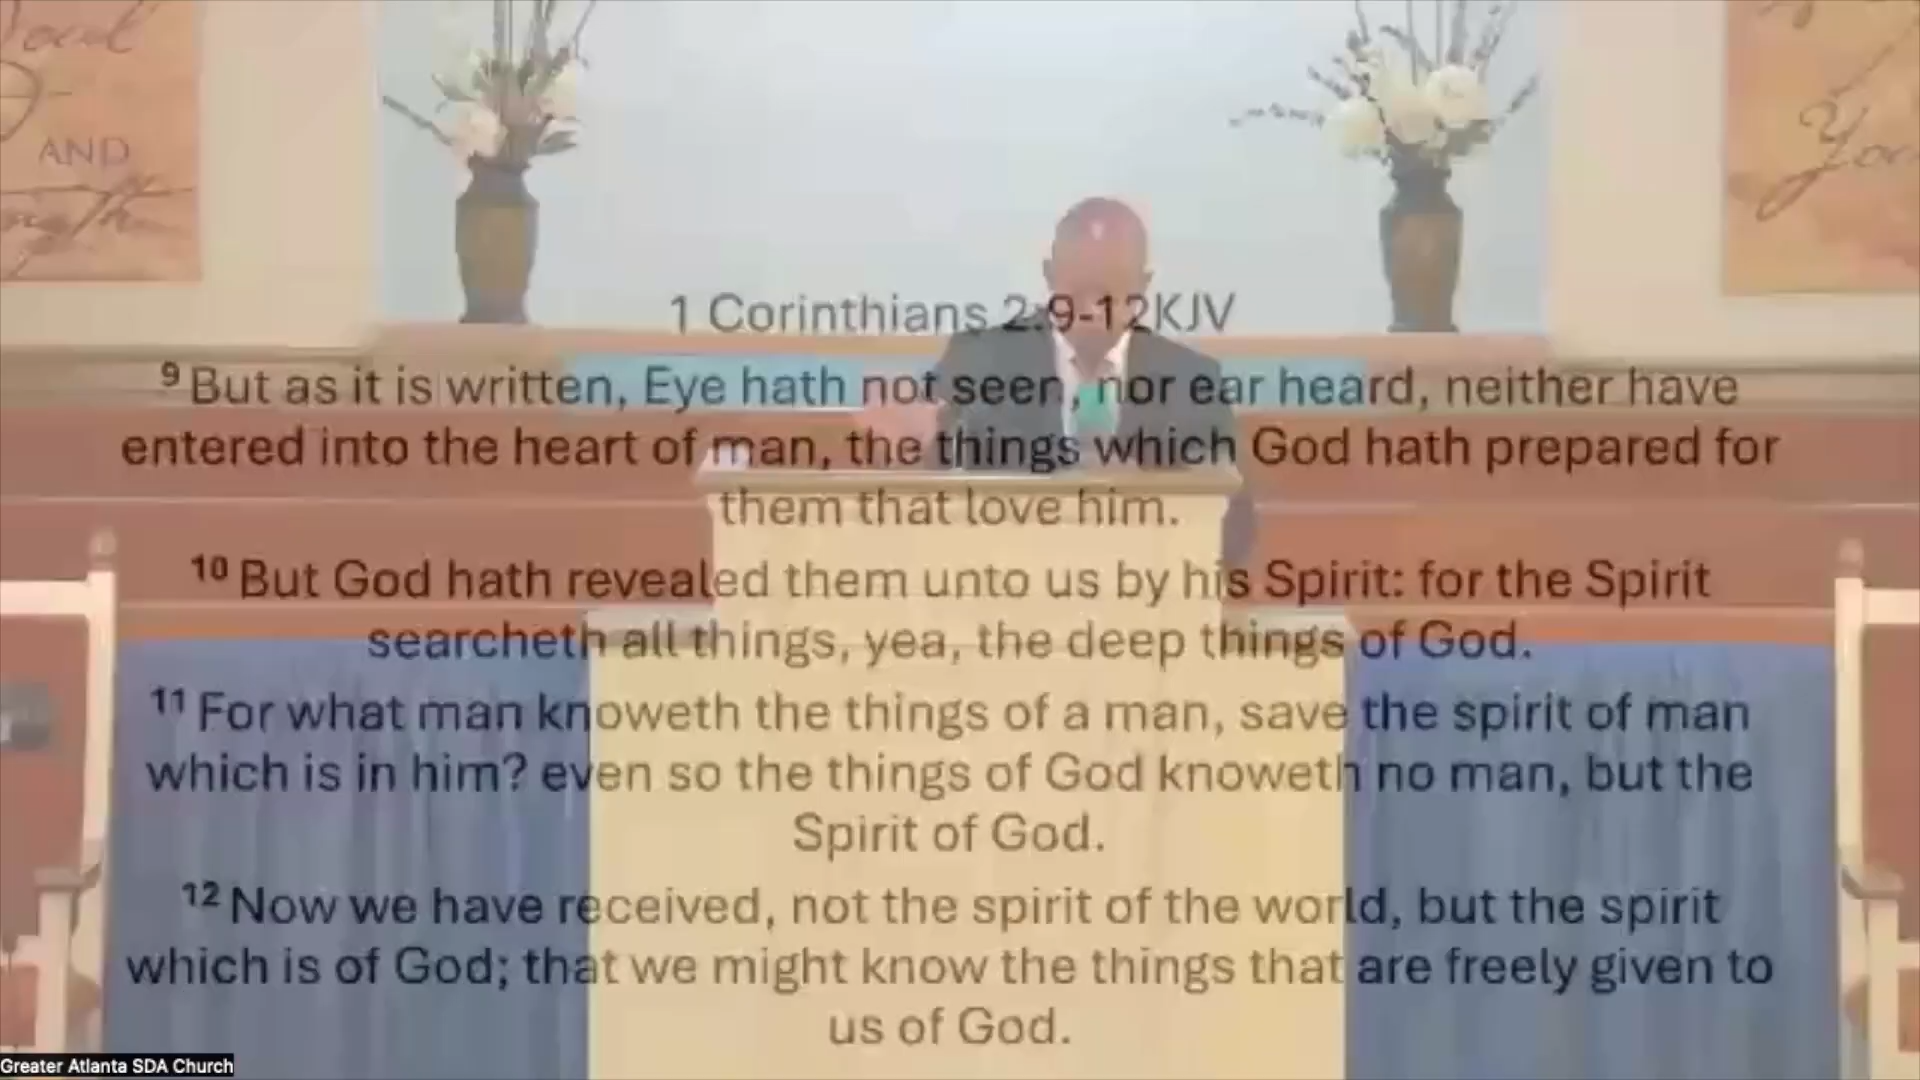 oul
AND
You
1 Corinthians 2:9-12KJV
9 But as it is written, Eye hath not seen, nor ear heard, neither have
entered into the heart of man, the things which God hath prepared for
them that love him.
10 But God hath revealed them unto us by his Spirit: for the Spirit
searcheth all things, yea, the deep things of God.
11 For what man knoweth the things of a man, save the spirit of man
which is in him? even so the things of God knoweth no man, but the
Spirit of God.
12 Now we have received, not the spirit of the world, but the spirit
which is of God; that we might know the things that are freely given to
us of God.
Greater Atlanta SDA Church